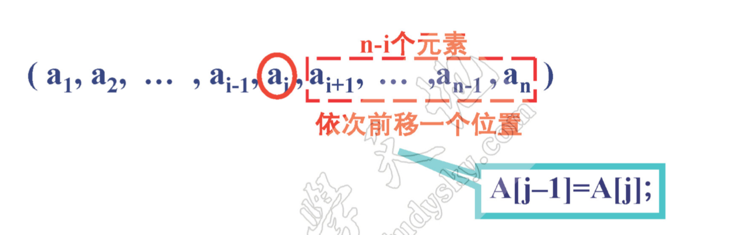 n-i个元素
( a1, a2, … , ai-1, ai, ai+1, … ,an-1 , an )
依次前移一个位置
A[j–1]=A[j];